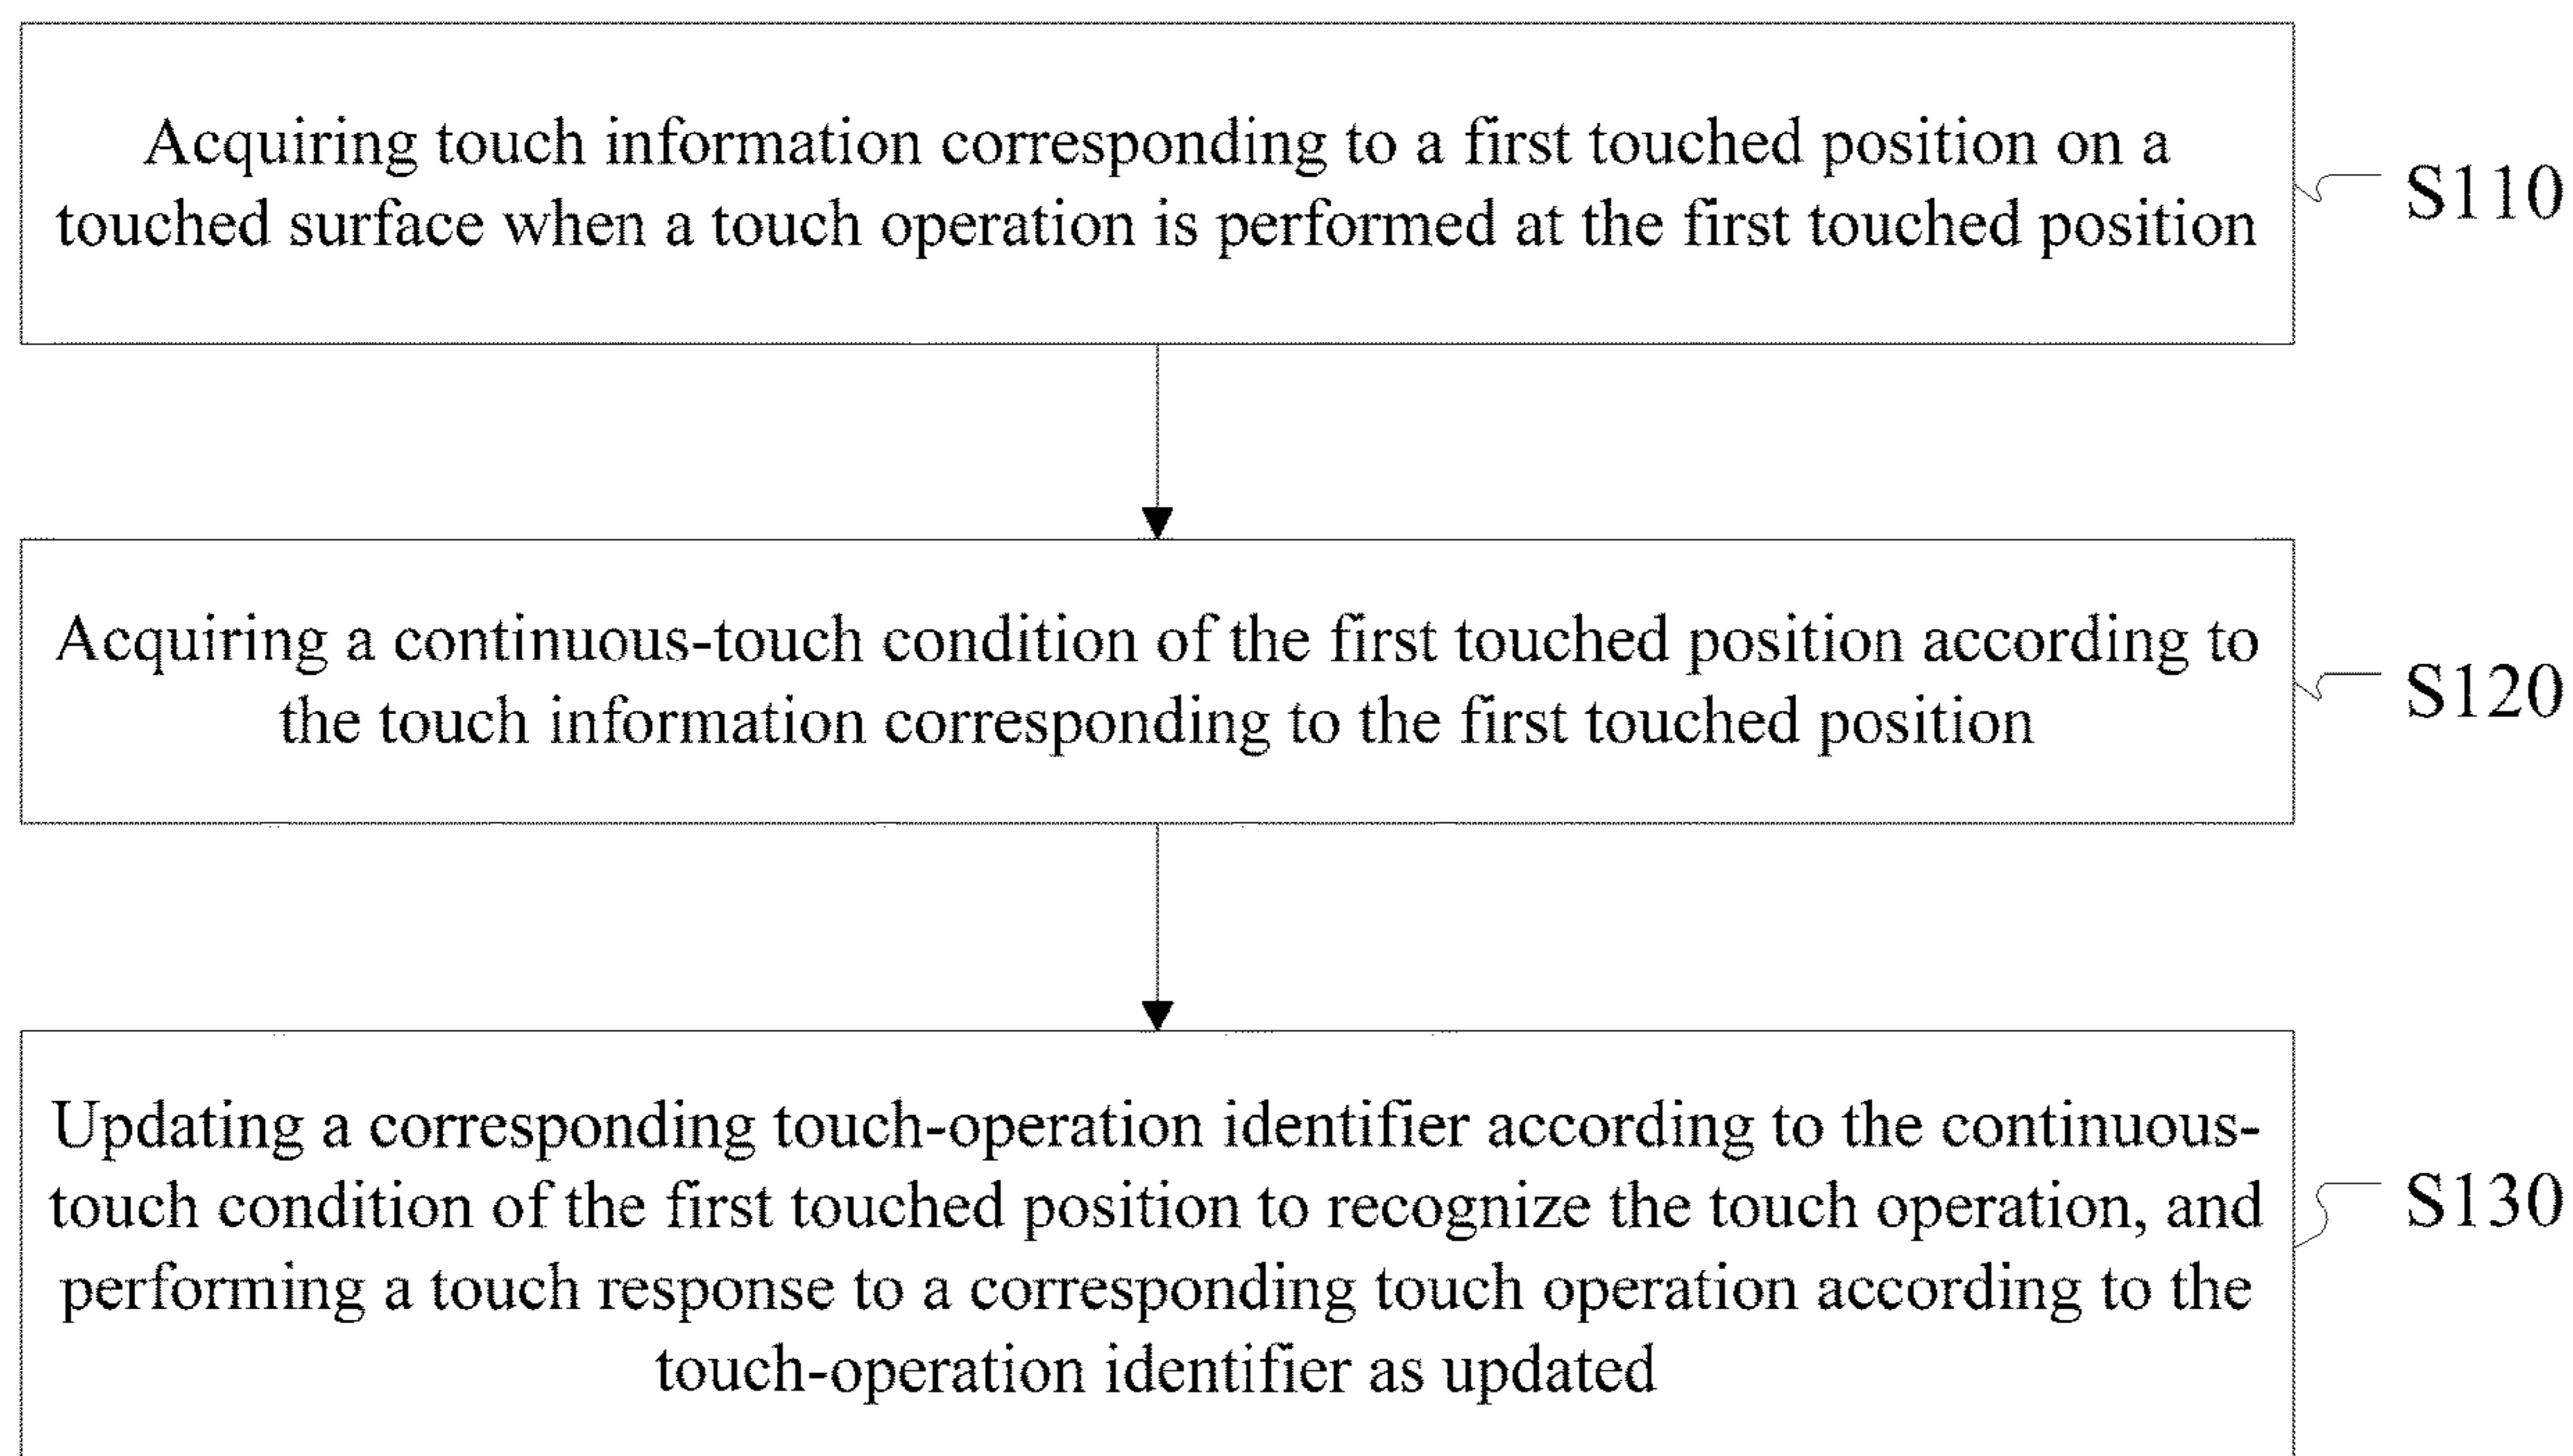 Acquiring touch information corresponding to a first touched position on a
touched surface when a touch operation is performed at the first touched position
S110
Acquiring a continuous-touch condition of the first touched position according to
the touch information corresponding to the first touched position
S120
Updating a corresponding touch-operation identifier according to the continuous-
touch condition of the first touched position to recognize the touch operation, and
performing a touch response to a corresponding touch operation according to the
touch-operation identifier as updated
S130